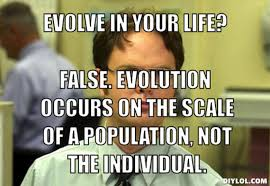 EVOLVE IN YOUR LIFE?
FALSE. EVOLUTION
OCCURS ON THE SCALE
OF A POPULATION, NOT
THE INDIVIDUAL.
DIYLOL.COM